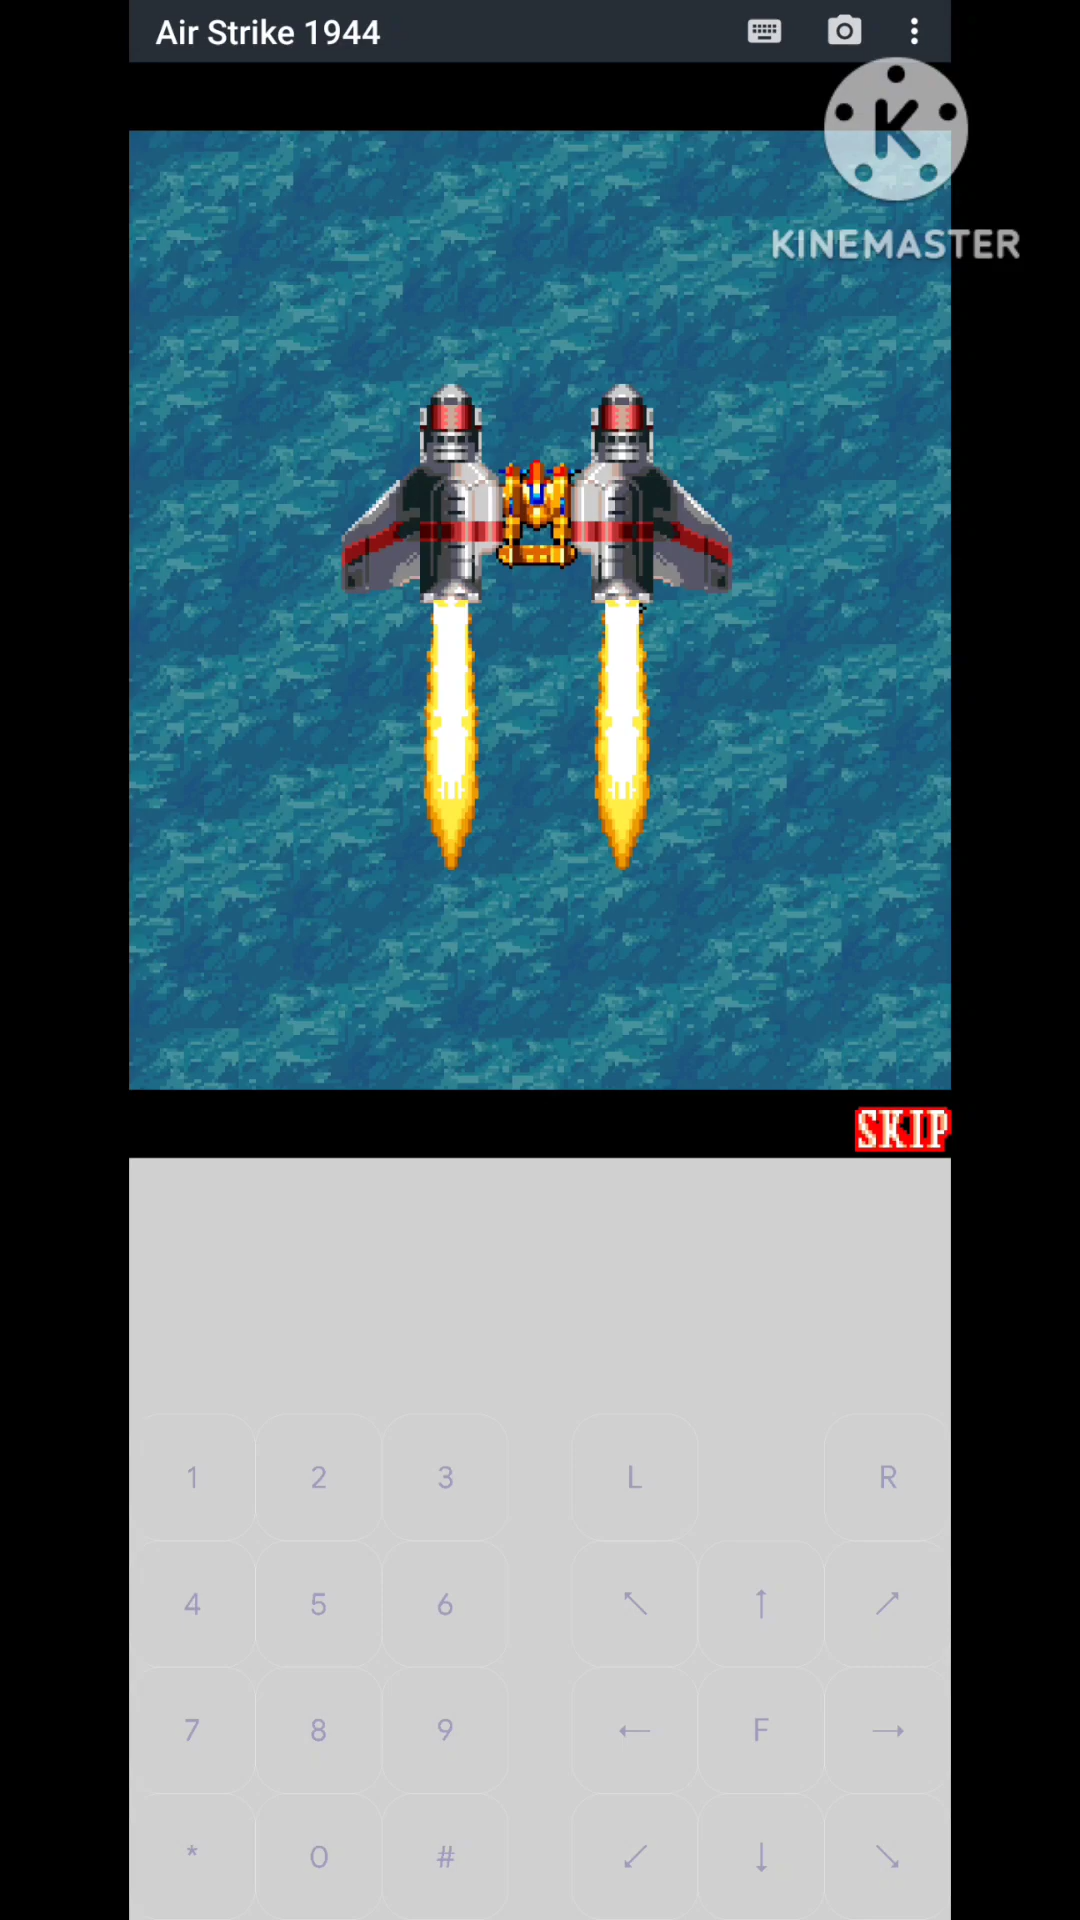 Air Strike 1944
K
KINEMASTER
SKIP
1 2 3 L R
4 5 6 ↖ ↑ ↗
7 8 9 ← F →
* 0 # ↙ ↓ ↘